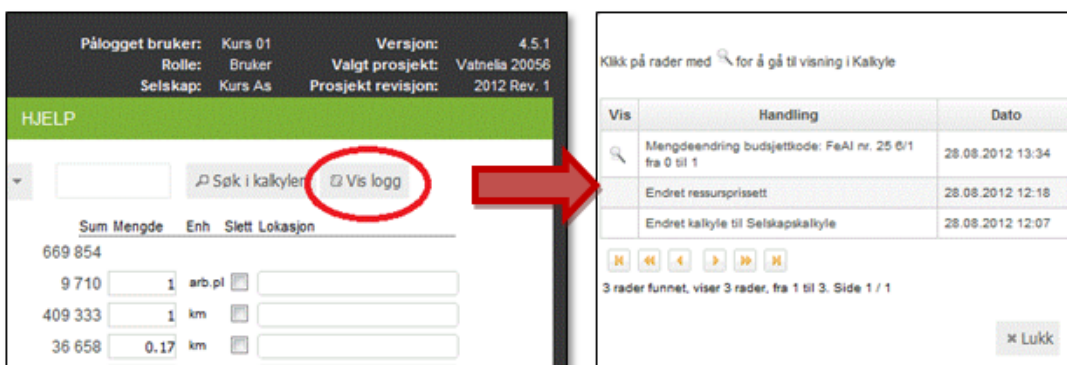 Pålogget bruker: Kurs 01 Versjon: 4.5.1
Rolle: Bruker Valgt prosjekt: Vatnelia 20056
Selskap: Kurs As Prosjekt revisjon: 2012 Rev. 1
HJELP
Søk i kalkylen Vis logg
Sum Mengde Enh Slett Lokasjon
669 854
9 710 1 arb.pl
409 333 1 km
36 658 0.17 km
Klikk på rader med for å gå til visning i Kalkyle
Vis Handling Dato
Mengdeendring budsjettkode: FeAl nr. 25 6/1
fra 0 til 1 28.08.2012 13:34
Endret ressursprissett 28.08.2012 12:18
Endret kalkyle til Selskapskalkyle 28.08.2012 12:07
3 rader funnet, viser 3 rader, fra 1 til 3. Side 1 / 1
Lukk